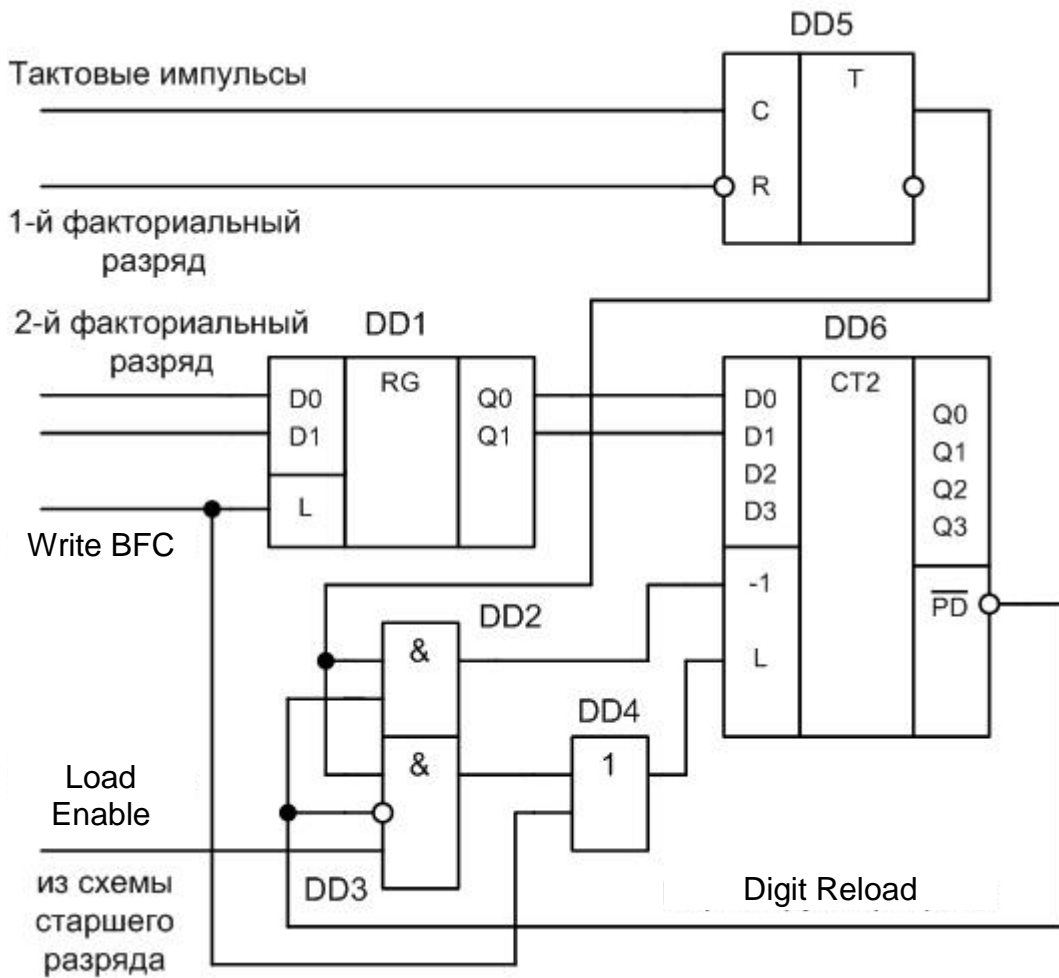 DD5
Тактовые импульсы
T
C
R
1-й факториальный
разряд
2-й факториальный
разряд
DD1
DD6
RG
CT2
D0
D1
Q0
Q1
L
D0
D1
D2
D3
Q0
Q1
Q2
Q3
Write BFC
-1
PD
DD2
&
L
DD4
&
1
Load
Enable
DD3
Digit Reload
из схемы
старшего
разряда